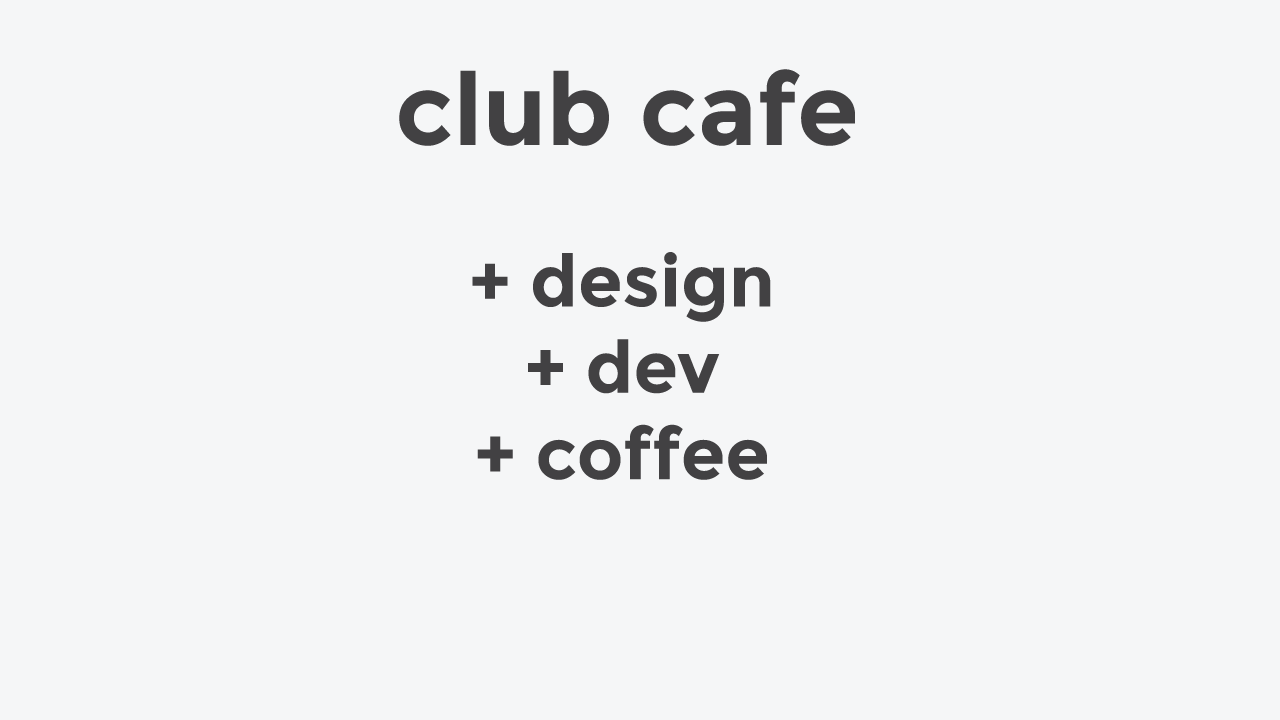 club cafe
+ design
+ dev
+ coffee